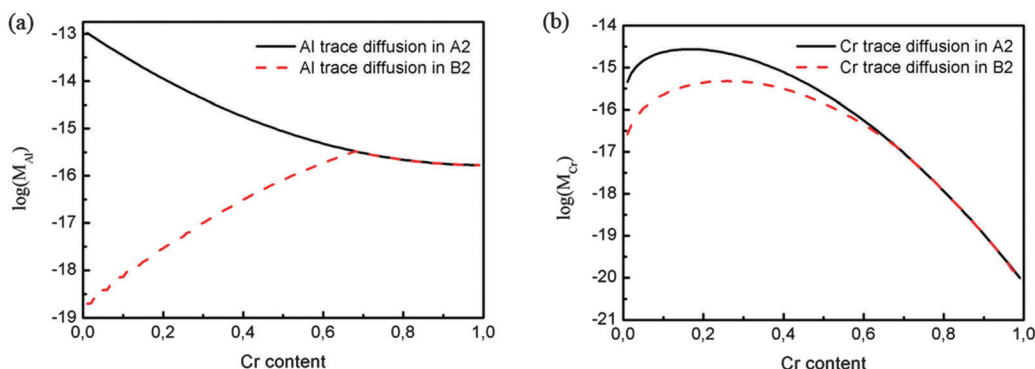 (a)
-13
-14
-15
-16
-17
-18
-19
log(M_Al)
Al trace diffusion in A2
Al trace diffusion in B2
0,0 0,2 0,4 0,6 0,8 1,0
Cr content
(b)
-14
-15
-16
-17
-18
-19
-20
-21
log(M_Cr)
Cr trace diffusion in A2
Cr trace diffusion in B2
0,0 0,2 0,4 0,6 0,8 1,0
Cr content